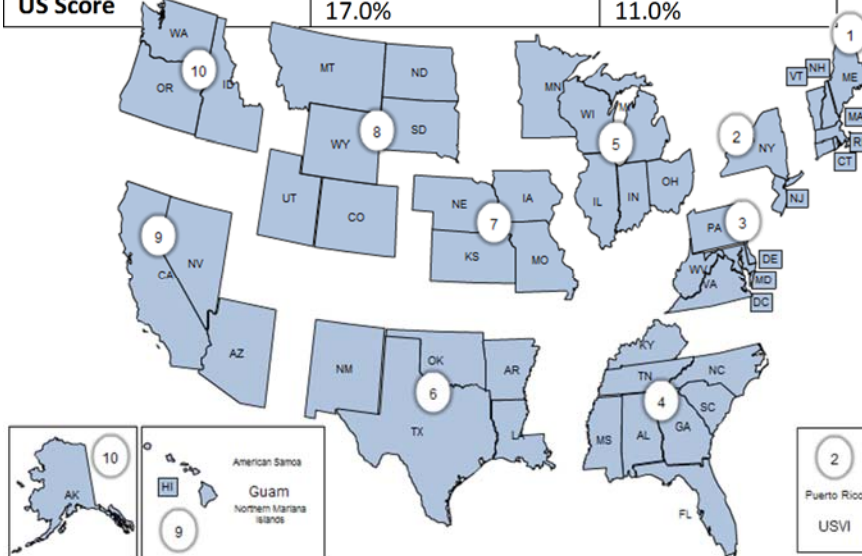 US Score 17.0% 11.0%
WA
10
ID
OR
MT
ND
8
SD
WY
UT
CO
MN
WI
5
IL
IN
OH
1
VT
NH
ME
MA
CT
2
NY
NJ
3
PA
WV
VA
DE
MD
DC
NE
IA
7
KS
MO
9
CA
NV
AZ
NM
OK
AR
6
TX
LA
KY
TN
NC
4
SC
MS
AL
GA
FL
10
AK
American Samoa
HI
Guam
Northern Mariana
Islands
9
2
Puerto Rico
USVI